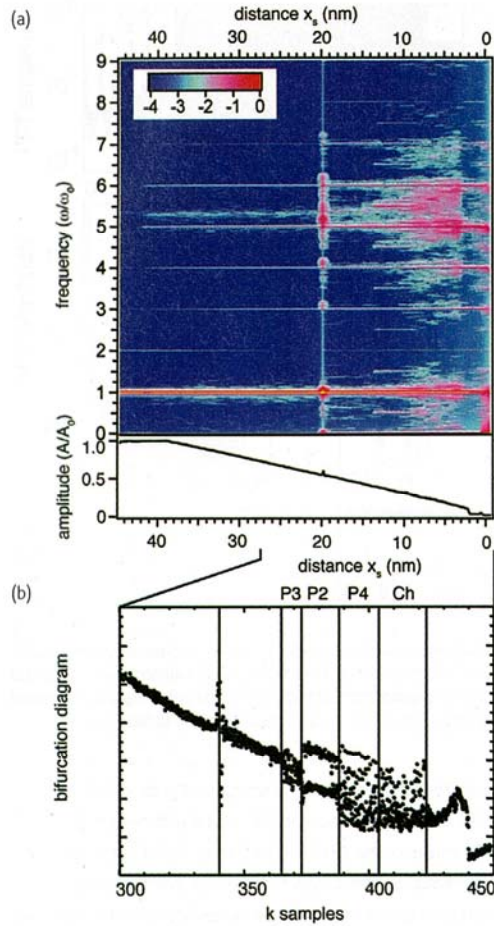 (a)
distance x_s (nm)
40 30 20 10 0
-4 -3 -2 -1 0
9
8
7
6
5
4
3
2
1
0
frequency (ω/ω₀)
1.0
0.5
0
amplitude (A/A₀)
40 30 20 10 0
distance x_s (nm)
(b)
P3 P2 P4 Ch
bifurcation diagram
300 350 400 450
k samples